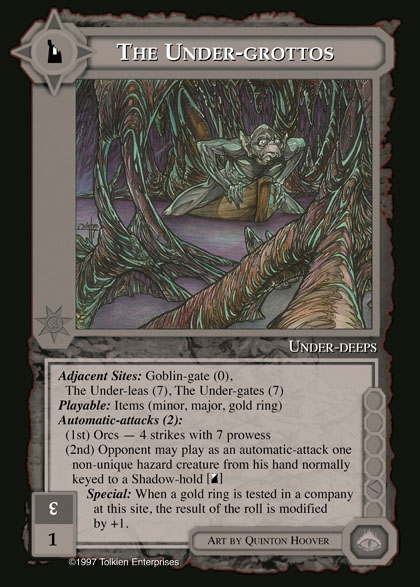 THE UNDER-GROTTOS
UNDER-DEEPS
Adjacent Sites: Goblin-gate (0),
The Under-leas (7), The Under-gates (7)
Playable: Items (minor, major, gold ring)
Automatic-attacks (2):
(1st) Orcs — 4 strikes with 7 prowess
(2nd) Opponent may play as an automatic-attack one
non-unique hazard creature from his hand normally
keyed to a Shadow-hold []
Special: When a gold ring is tested in a company
at this site, the result of the roll is modified
by +1.
1
ART BY QUINTON HOOVER
©1997 Tolkien Enterprises